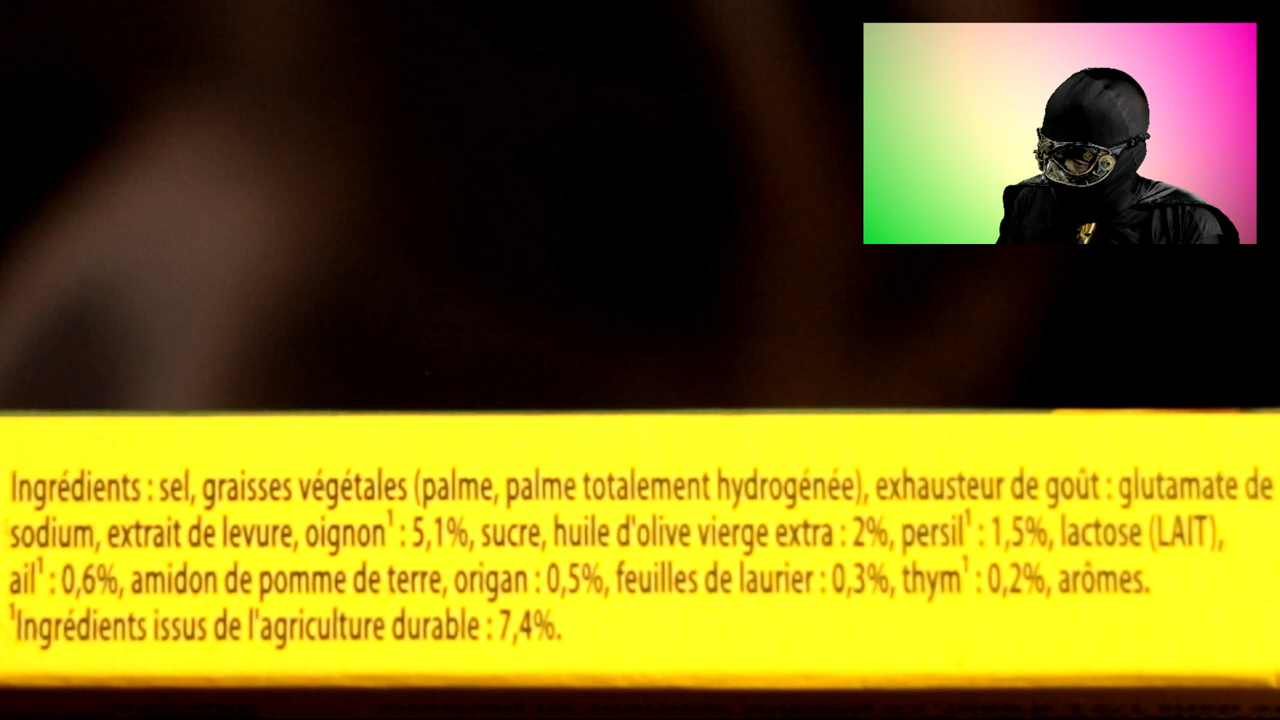 Ingrédients : sel, graisses végétales (palme, palme totalement hydrogénée), exhausteur de goût : glutamate de
sodium, extrait de levure, oignon¹ : 5,1%, sucre, huile d'olive vierge extra : 2%, persil¹ : 1,5%, lactose (LAIT),
ail¹ : 0,6%, amidon de pomme de terre, origan : 0,5%, feuilles de laurier : 0,3%, thym¹ : 0,2%, arômes.
¹Ingrédients issus de l'agriculture durable : 7,4%.